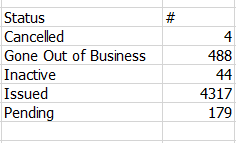 Status #
Cancelled 4
Gone Out of Business 488
Inactive 44
Issued 4317
Pending 179